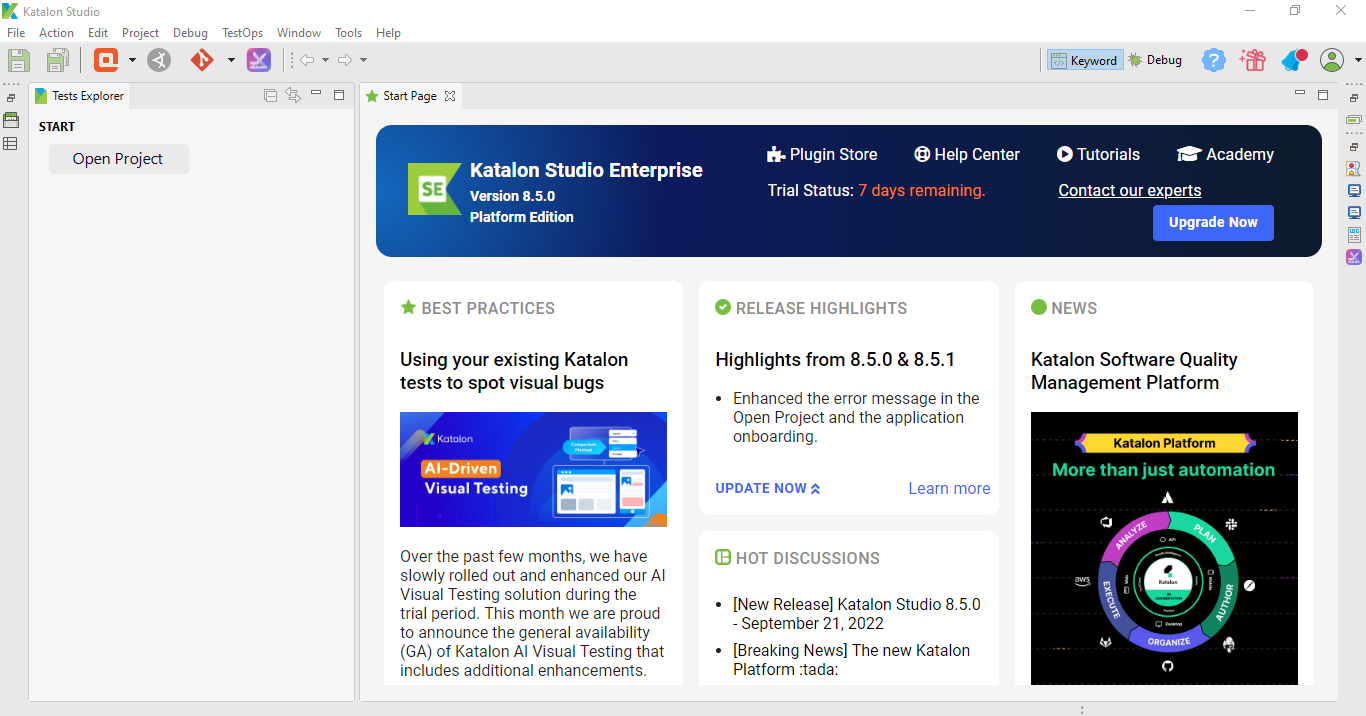 Katalon Studio
File Action Edit Project Debug TestOps Window Tools Help
HEALING
Keyword Debug
Tests Explorer
START
Open Project
Start Page
SE
Katalon Studio Enterprise
Version 8.5.0
Platform Edition
Plugin Store Help Center Tutorials Academy
Trial Status: 7 days remaining. Contact our experts
Upgrade Now
BEST PRACTICES
Using your existing Katalon
tests to spot visual bugs
Katalon
AI-Driven
Visual Testing
Comparison
Method
Over the past few months, we have
slowly rolled out and enhanced our AI
Visual Testing solution during the
trial period. This month we are proud
to announce the general availability
(GA) of Katalon AI Visual Testing that
includes additional enhancements.
RELEASE HIGHLIGHTS
Highlights from 8.5.0 & 8.5.1
• Enhanced the error message in the
Open Project and the application
onboarding.
UPDATE NOW Learn more
HOT DISCUSSIONS
• [New Release] Katalon Studio 8.5.0
- September 21, 2022
• [Breaking News] The new Katalon
Platform :tada:
NEWS
Katalon Software Quality
Management Platform
Katalon Platform
More than just automation
ANALYZE
PLAN
API
aws
Katalon
EXECUTE
AUTHOR
Desktop
ORGANIZE
LOG